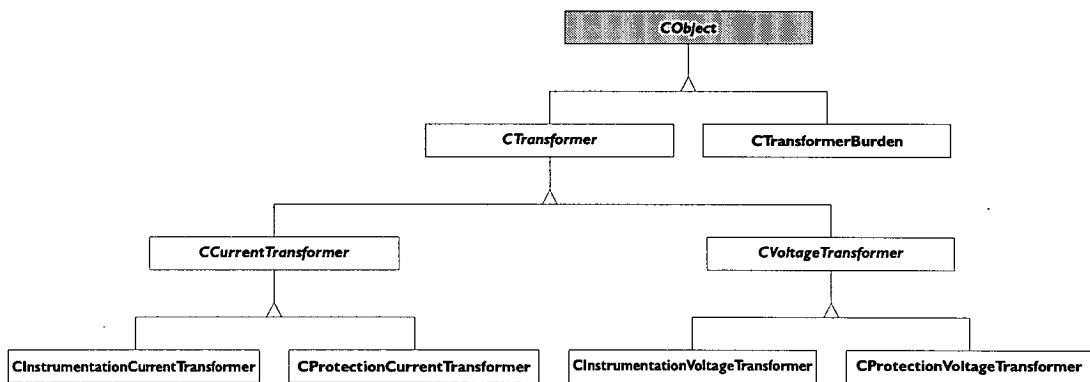 CObject
CTransformer
CTransformerBurden
CCurrentTransformer
CVoltageTransformer
CInstrumentationCurrentTransformer
CProtectionCurrentTransformer
CInstrumentationVoltageTransformer
CProtectionVoltageTransformer